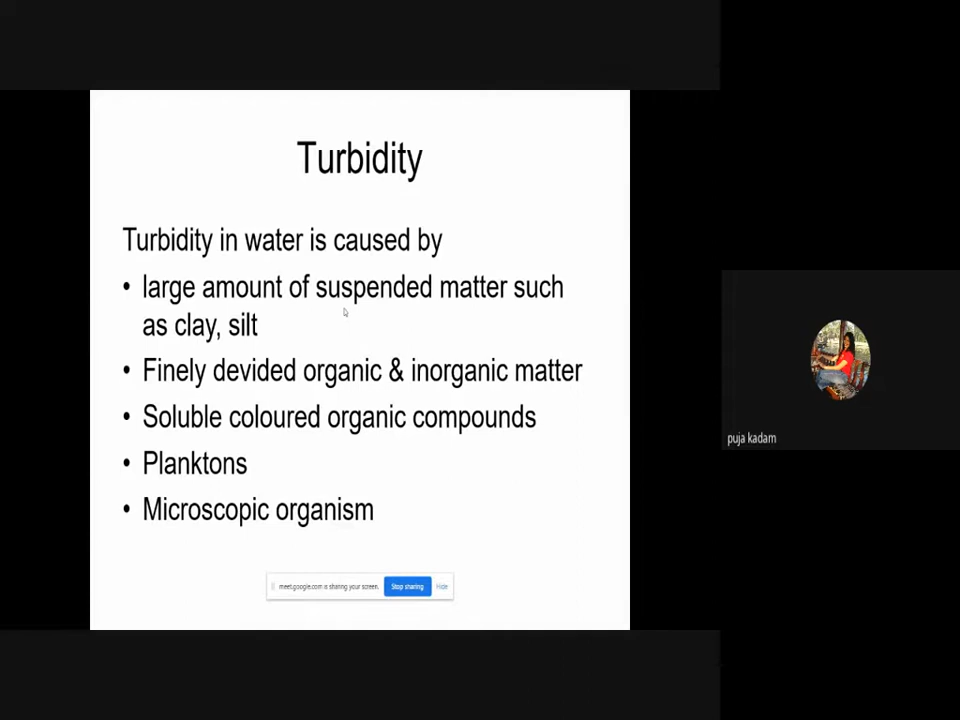 Turbidity
Turbidity in water is caused by
• large amount of suspended matter such
as clay, silt
• Finely devided organic & inorganic matter
• Soluble coloured organic compounds
• Planktons
• Microscopic organism
meet.google.com is sharing your screen. Stop sharing Hide
puja kadam